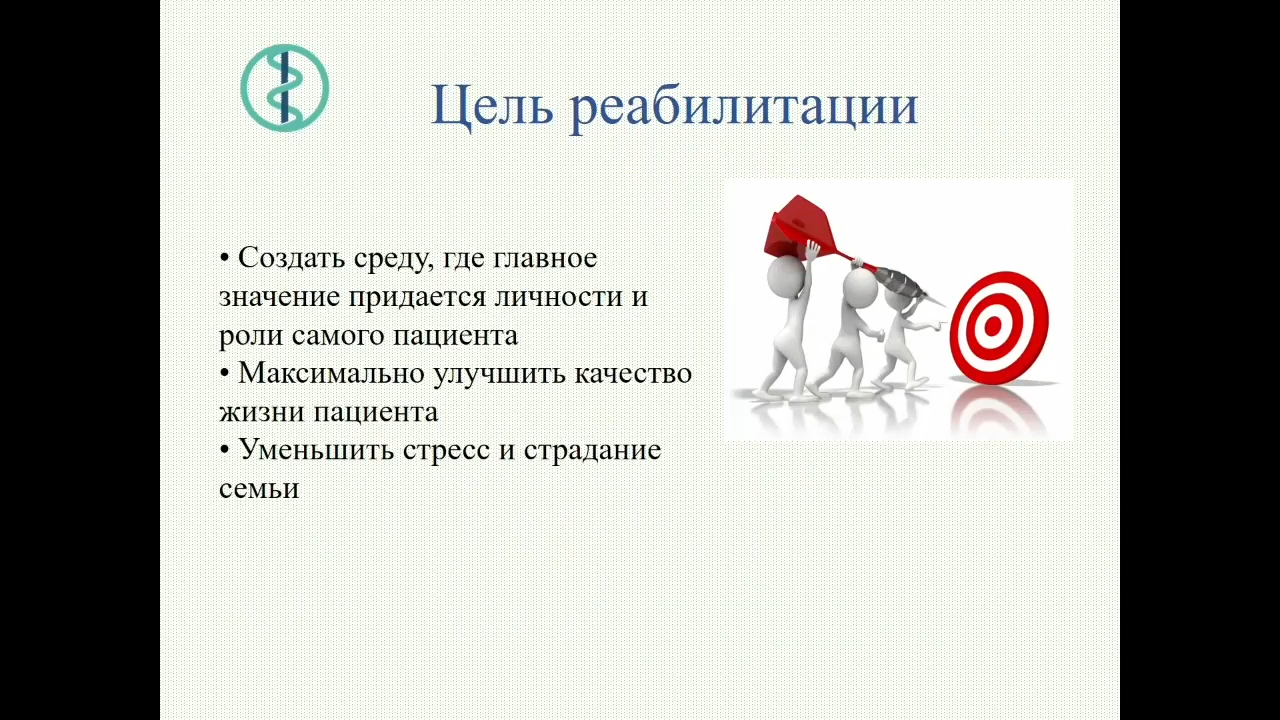 Цель реабилитации
• Создать среду, где главное
значение придается личности и
роли самого пациента
• Максимально улучшить качество
жизни пациента
• Уменьшить стресс и страдание
семьи